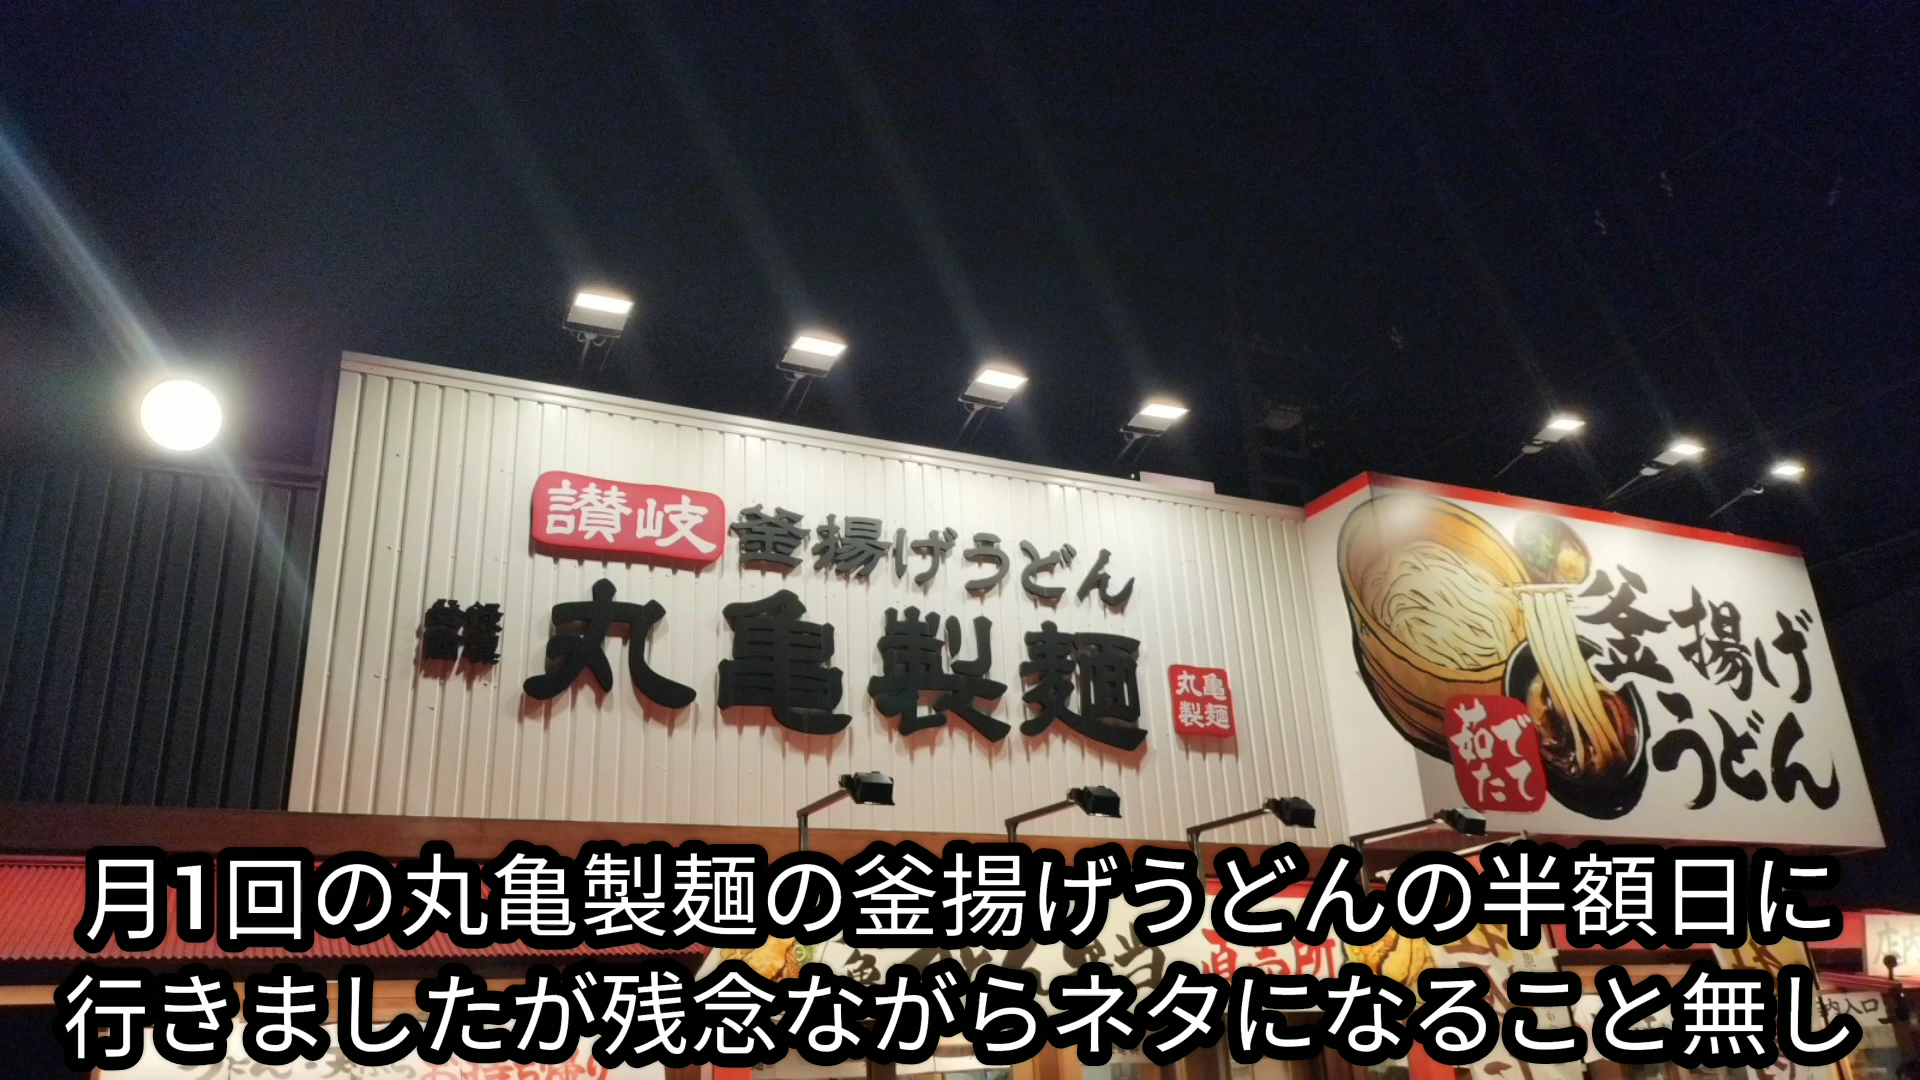 讃岐 釜揚げうどん
丸亀製麺
丸亀
製麺
釜揚げ
うどん
茹で
たて
直売所
月1回の丸亀製麺の釜揚げうどんの半額日に
行きましたが残念ながらネタになること無し